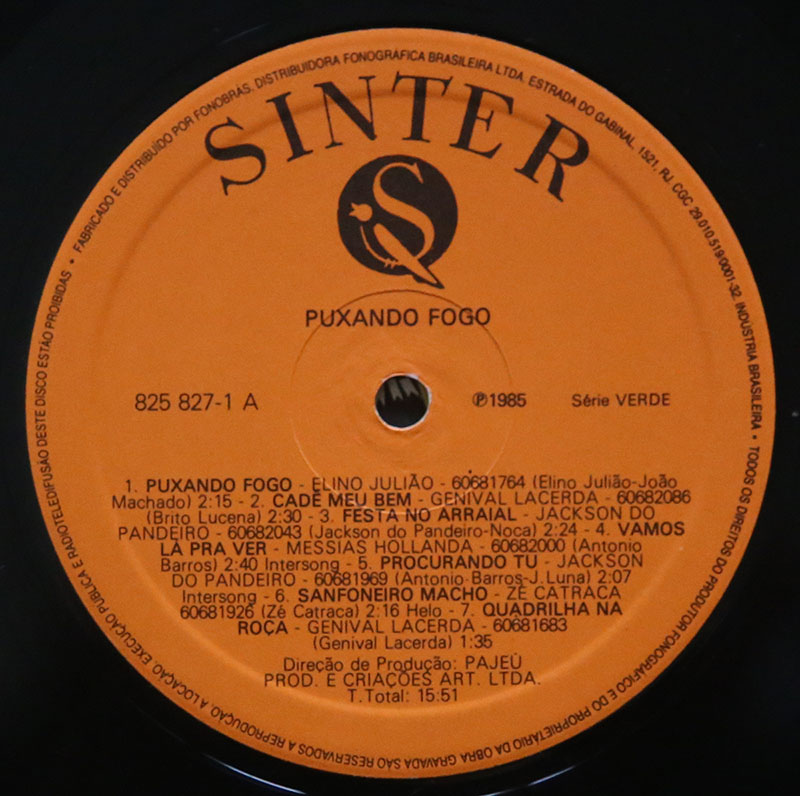 FABRICADO E DISTRIBUÍDO POR FONOBRAS. DISTRIBUIDORA FONOGRÁFICA BRASILEIRA LTDA. ESTRADA DO GABINAL, 1521, RJ, CGC 29.010.519/0001-32. INDÚSTRIA BRASILEIRA • TODOS OS DIREITOS DO PRODUTOR FONOGRÁFICO E DO PROPRIETÁRIO DA OBRA GRAVADA SÃO RESERVADOS A REPRODUÇÃO, A LOCAÇÃO, EXECUÇÃO PÚBLICA E RADIOTELEDIFUSÃO DESTE DISCO ESTÃO PROIBIDAS •
SINTER
S
PUXANDO FOGO
825 827-1 A
℗1985
Série VERDE
1. PUXANDO FOGO - ELINO JULIÃO - 60681764 (Elino Julião-João
Machado) 2:15 - 2. CADÊ MEU BEM - GENIVAL LACERDA - 60682086
(Brito Lucena) 2:30 - 3. FESTA NO ARRAIAL - JACKSON DO
PANDEIRO - 60682043 (Jackson do Pandeiro-Noca) 2:24 - 4. VAMOS
LÁ PRA VER - MESSIAS HOLLANDA - 60682000 (Antonio
Barros) 2:40 Intersong - 5. PROCURANDO TU - JACKSON
DO PANDEIRO - 60681969 (Antonio Barros-J. Luna) 2:07
Intersong - 6. SANFONEIRO MACHO - ZÉ CATRACA
60681926 (Zé Catraca) 2:16 Helo - 7. QUADRILHA NA
ROÇA - GENIVAL LACERDA - 60681683
(Genival Lacerda) 1:35
Direção de Produção: PAJEÚ
PROD. E CRIAÇÕES ART. LTDA.
T.Total: 15:51